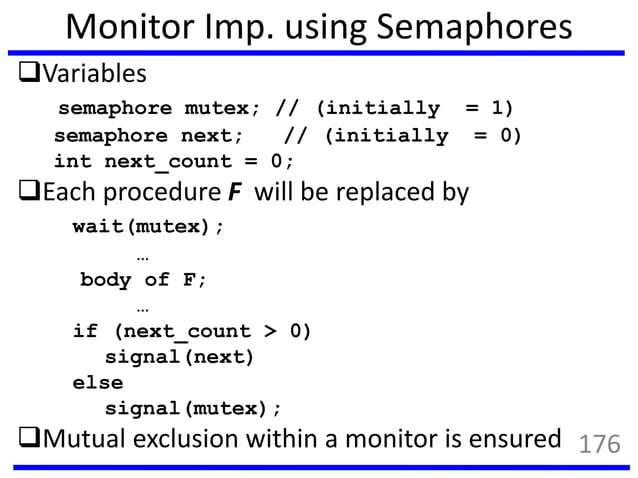 Monitor Imp. using Semaphores
❑Variables
semaphore mutex; // (initially = 1)
semaphore next; // (initially = 0)
int next_count = 0;
❑Each procedure F will be replaced by
wait(mutex);
…
body of F;
…
if (next_count > 0)
signal(next)
else
signal(mutex);
❑Mutual exclusion within a monitor is ensured
176